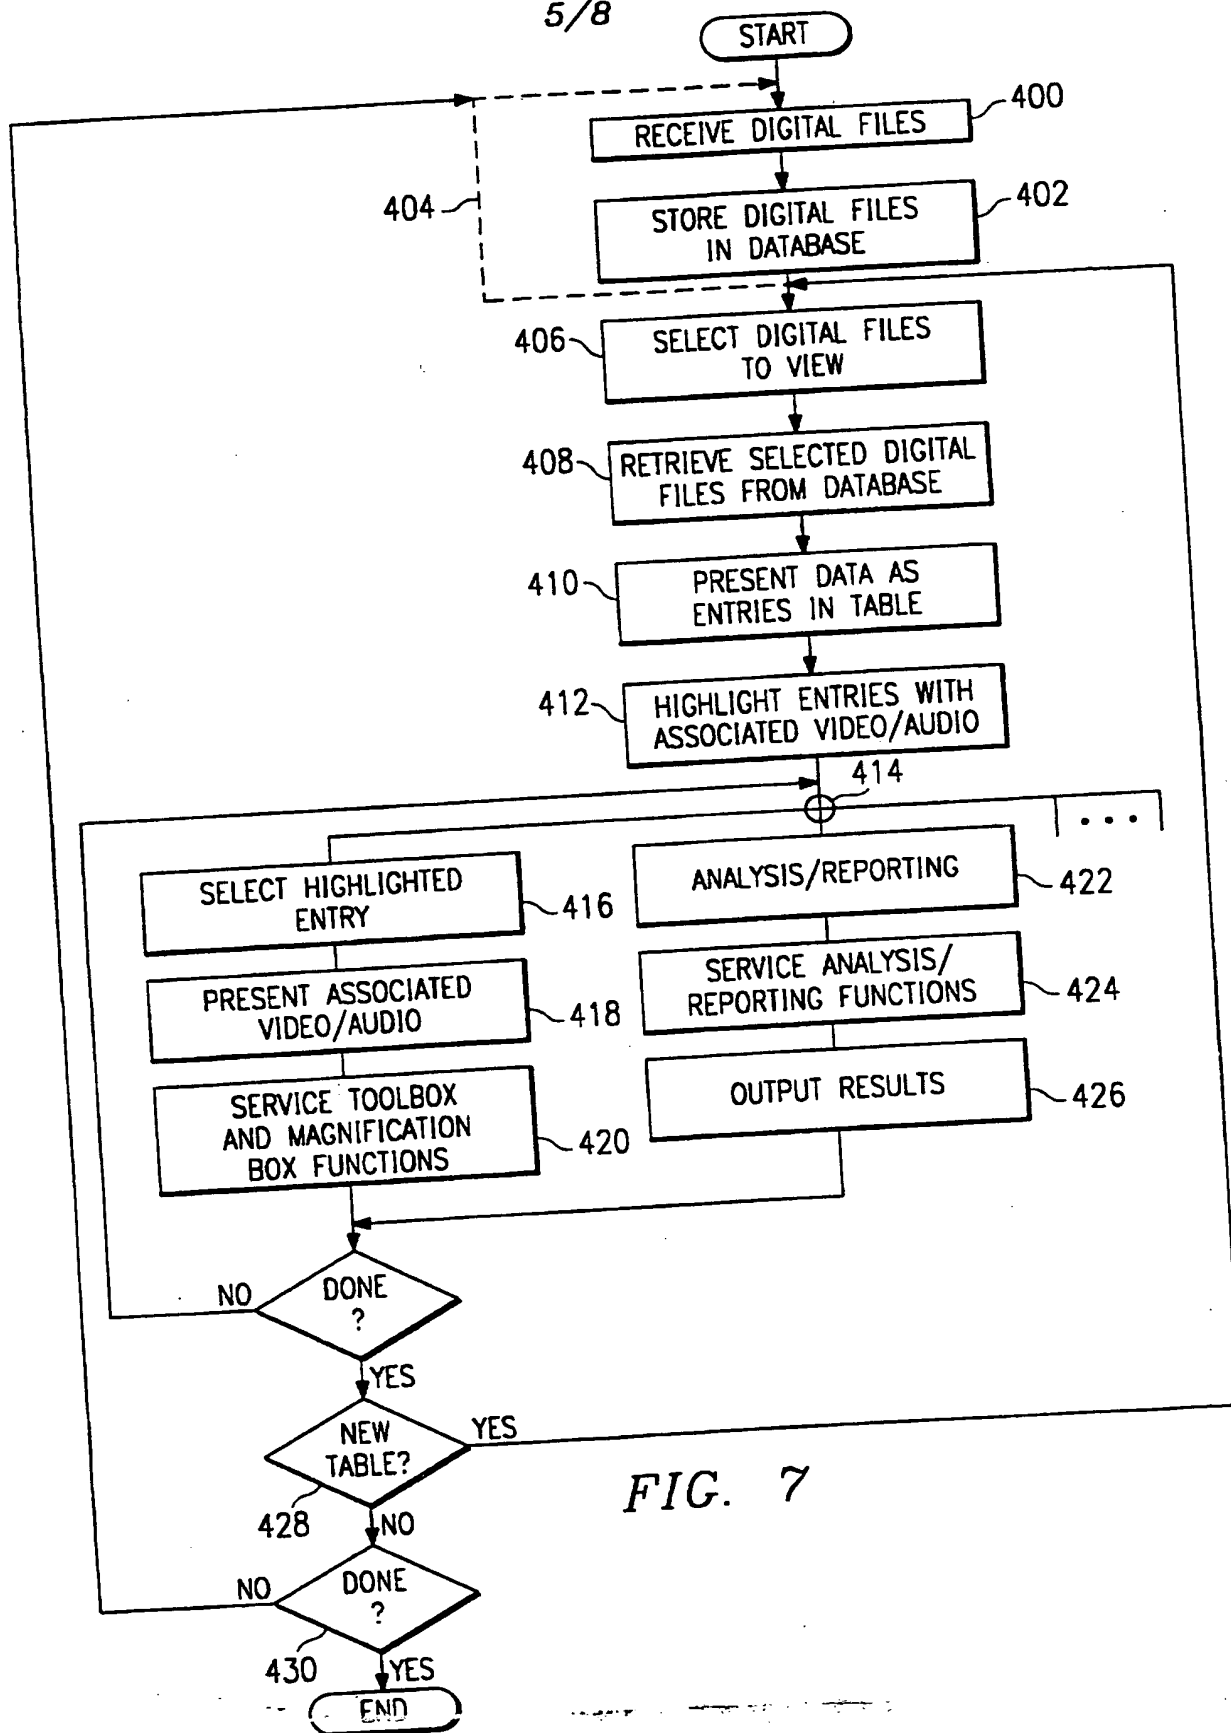 5/8
START
RECEIVE DIGITAL FILES
400
STORE DIGITAL FILES
IN DATABASE
402
404
SELECT DIGITAL FILES
TO VIEW
406
RETRIEVE SELECTED DIGITAL
FILES FROM DATABASE
408
PRESENT DATA AS
ENTRIES IN TABLE
410
HIGHLIGHT ENTRIES WITH
ASSOCIATED VIDEO/AUDIO
412
414
...
SELECT HIGHLIGHTED
ENTRY
416
PRESENT ASSOCIATED
VIDEO/AUDIO
418
SERVICE TOOLBOX
AND MAGNIFICATION
BOX FUNCTIONS
420
ANALYSIS/REPORTING
422
SERVICE ANALYSIS/
REPORTING FUNCTIONS
424
OUTPUT RESULTS
426
DONE
?
NO
YES
NEW
TABLE?
YES
428
NO
DONE
?
NO
430
YES
END
FIG. 7